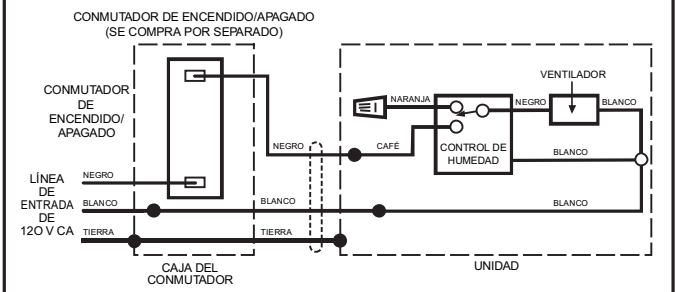 CONMUTADOR DE ENCENDIDO/APAGADO
(SE COMPRA POR SEPARADO)
CONMUTADOR
DE
ENCENDIDO/
APAGADO
NEGRO
LÍNEA
DE
ENTRADA
DE
12O V CA
BLANCO
TIERRA
NEGRO
BLANCO
TIERRA
CAJA DEL
CONMUTADOR
NARANJA
CAFÉ
CONTROL DE
HUMEDAD
NEGRO
VENTILADOR
BLANCO
BLANCO
BLANCO
UNIDAD